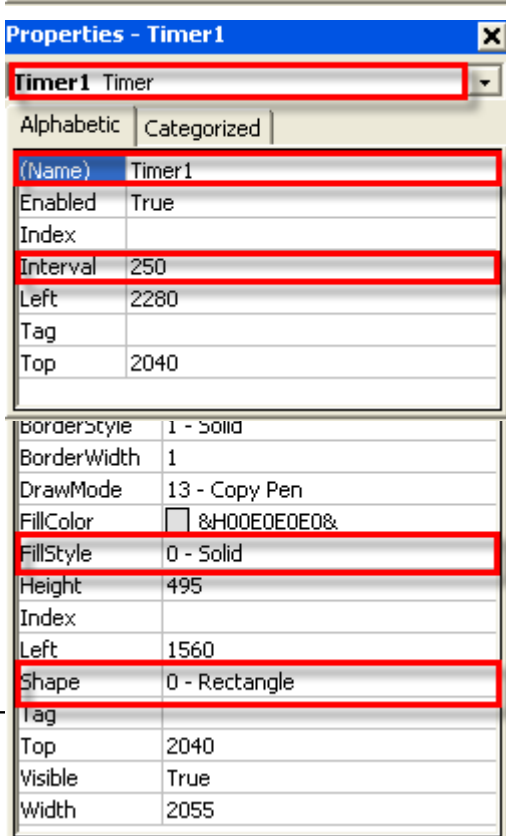 Properties - Timer1
Timer1 Timer
Alphabetic Categorized
(Name) Timer1
Enabled True
Index
Interval 250
Left 2280
Tag
Top 2040
BorderStyle 1 - Solid
BorderWidth 1
DrawMode 13 - Copy Pen
FillColor &H00E0E0E0&
FillStyle 0 - Solid
Height 495
Index
Left 1560
Shape 0 - Rectangle
Tag
Top 2040
Visible True
Width 2055